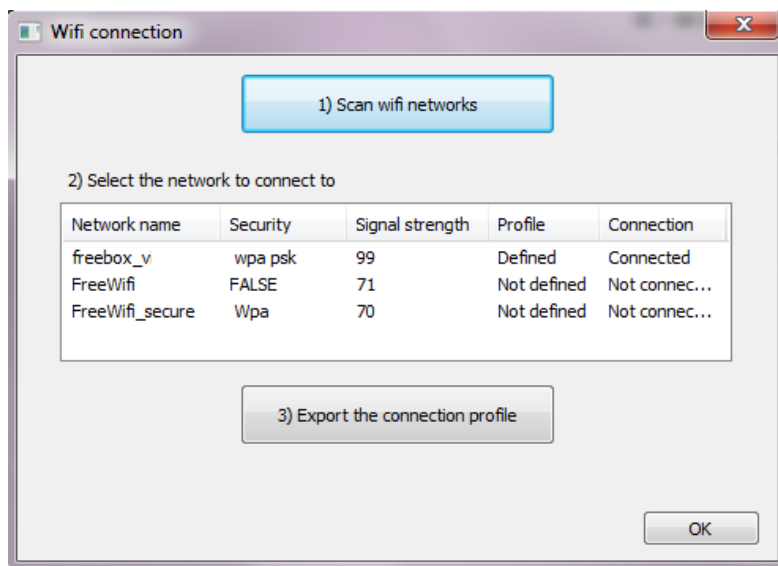 Wifi connection
1) Scan wifi networks
2) Select the network to connect to
Network name Security Signal strength Profile Connection
freebox_v wpa psk 99 Defined Connected
FreeWifi FALSE 71 Not defined Not connec...
FreeWifi_secure Wpa 70 Not defined Not connec...
3) Export the connection profile
OK